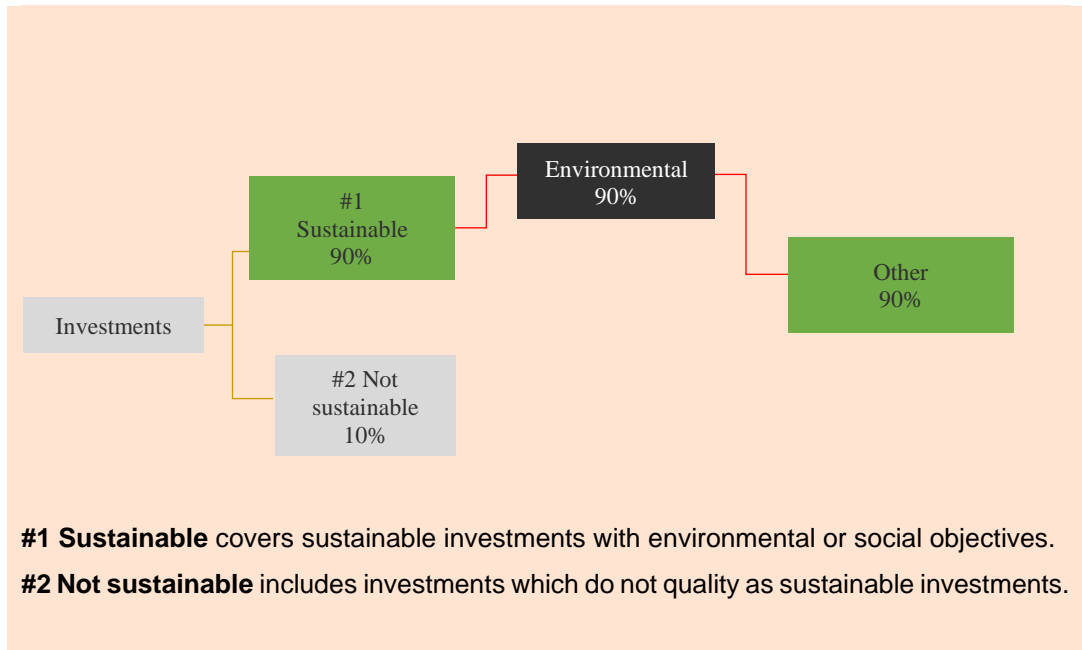 Environmental
90%
#1
Sustainable
90%
Other
90%
Investments
#2 Not
sustainable
10%
#1 Sustainable covers sustainable investments with environmental or social objectives.
#2 Not sustainable includes investments which do not quality as sustainable investments.